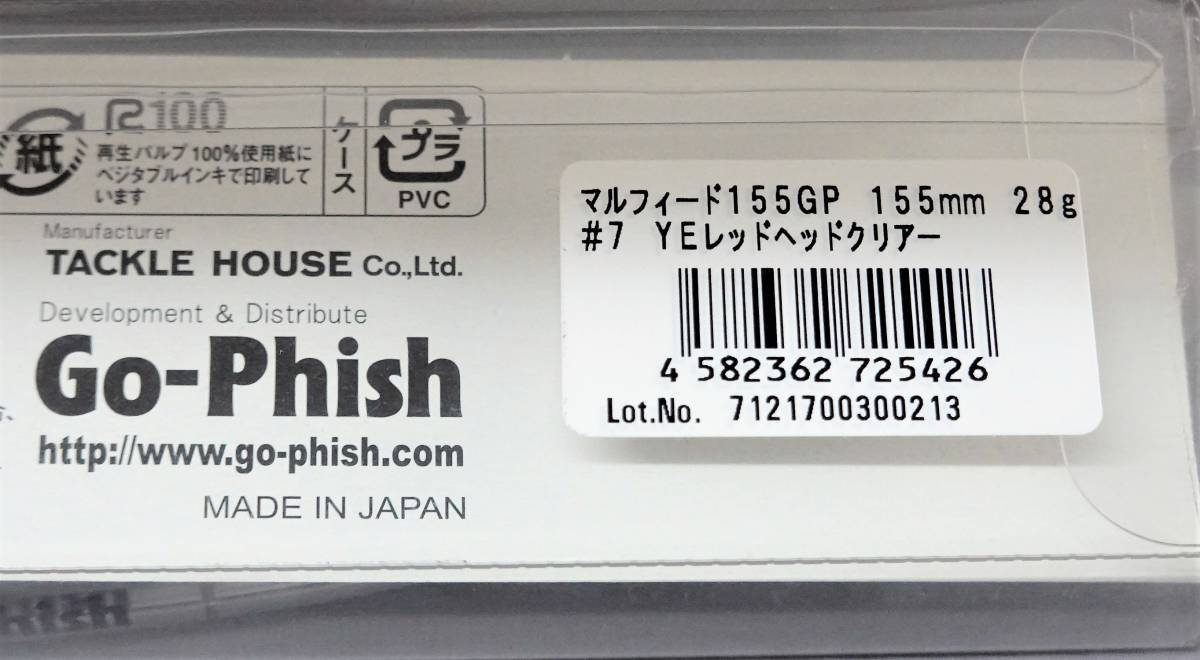 紙
R100
再生パルプ100%使用紙に
ベジタブルインキで印刷して
います
ケース
プラ
PVC
Manufacturer
TACKLE HOUSE Co.,Ltd.
Development & Distribute
Go-Phish
http://www.go-phish.com
MADE IN JAPAN
マルフィード155GP 155mm 28g
#7 YEレッドヘッドクリアー
4 582362 725426
Lot.No. 7121700300213